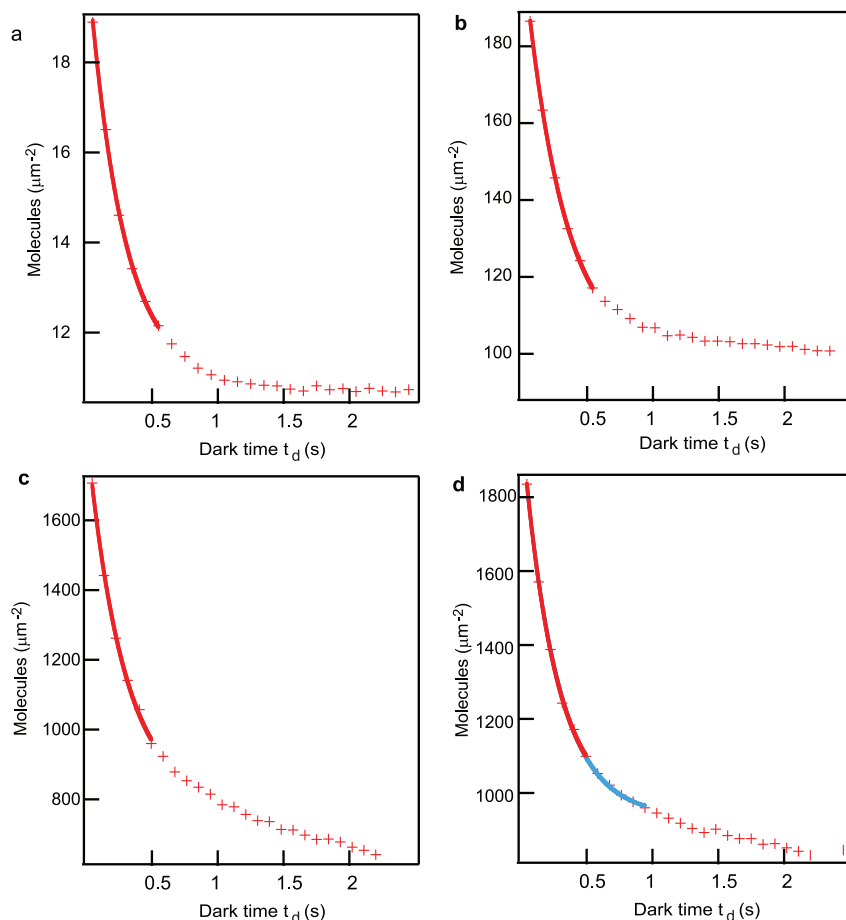 a
18
16
14
12
Molecules (μm-2)
0.5 1 1.5 2
Dark time t d (s)
b
180
160
140
120
100
Molecules (μm-2)
0.5 1 1.5 2
Dark time t d (s)
c
1600
1400
1200
1000
800
Molecules (μm-2)
0.5 1 1.5 2
Dark time t d (s)
d
1800
1600
1400
1200
1000
Molecules (μm-2)
0.5 1 1.5 2
Dark time t d (s)